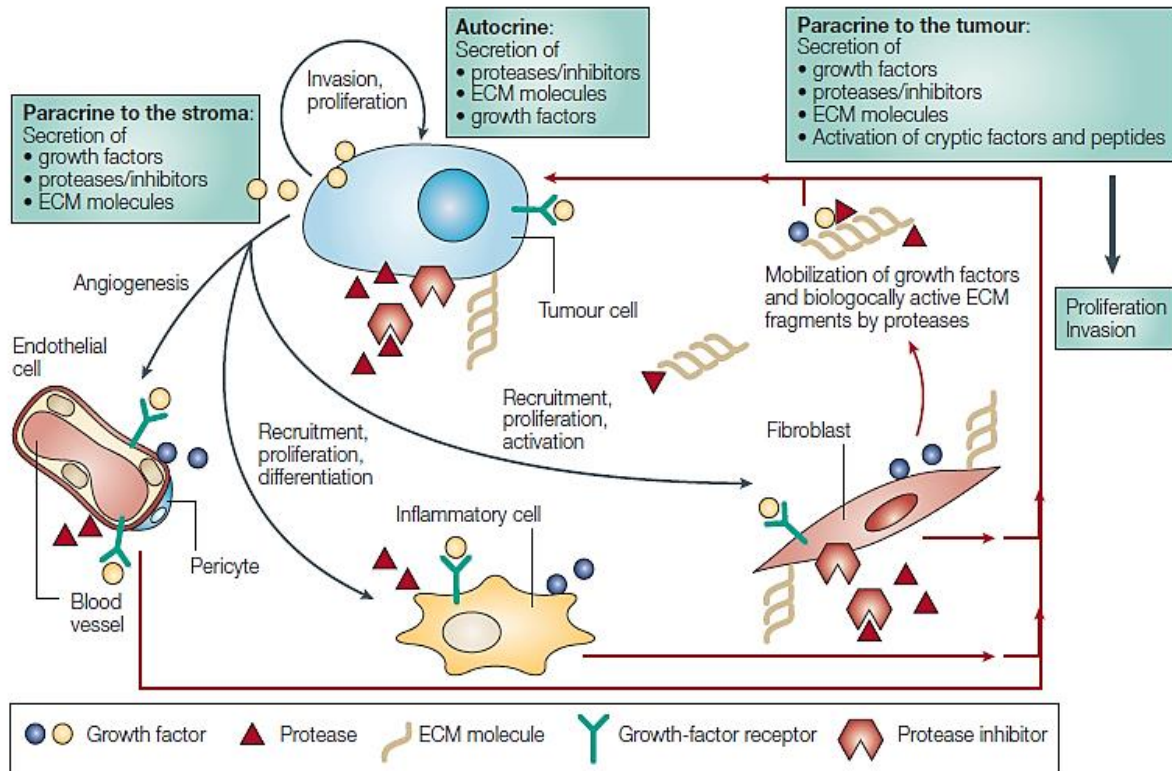 Paracrine to the stroma:
Secretion of
• growth factors
• proteases/inhibitors
• ECM molecules
Invasion,
proliferation
Autocrine:
Secretion of
• proteases/inhibitors
• ECM molecules
• growth factors
Paracrine to the tumour:
Secretion of
• growth factors
• proteases/inhibitors
• ECM molecules
• Activation of cryptic factors and peptides
Angiogenesis
Tumour cell
Mobilization of growth factors
and biologocally active ECM
fragments by proteases
Proliferation
Invasion
Endothelial
cell
Recruitment,
proliferation,
differentiation
Recruitment,
proliferation,
activation
Fibroblast
Inflammatory cell
Pericyte
Blood
vessel
Growth factor
Protease
ECM molecule
Growth-factor receptor
Protease inhibitor